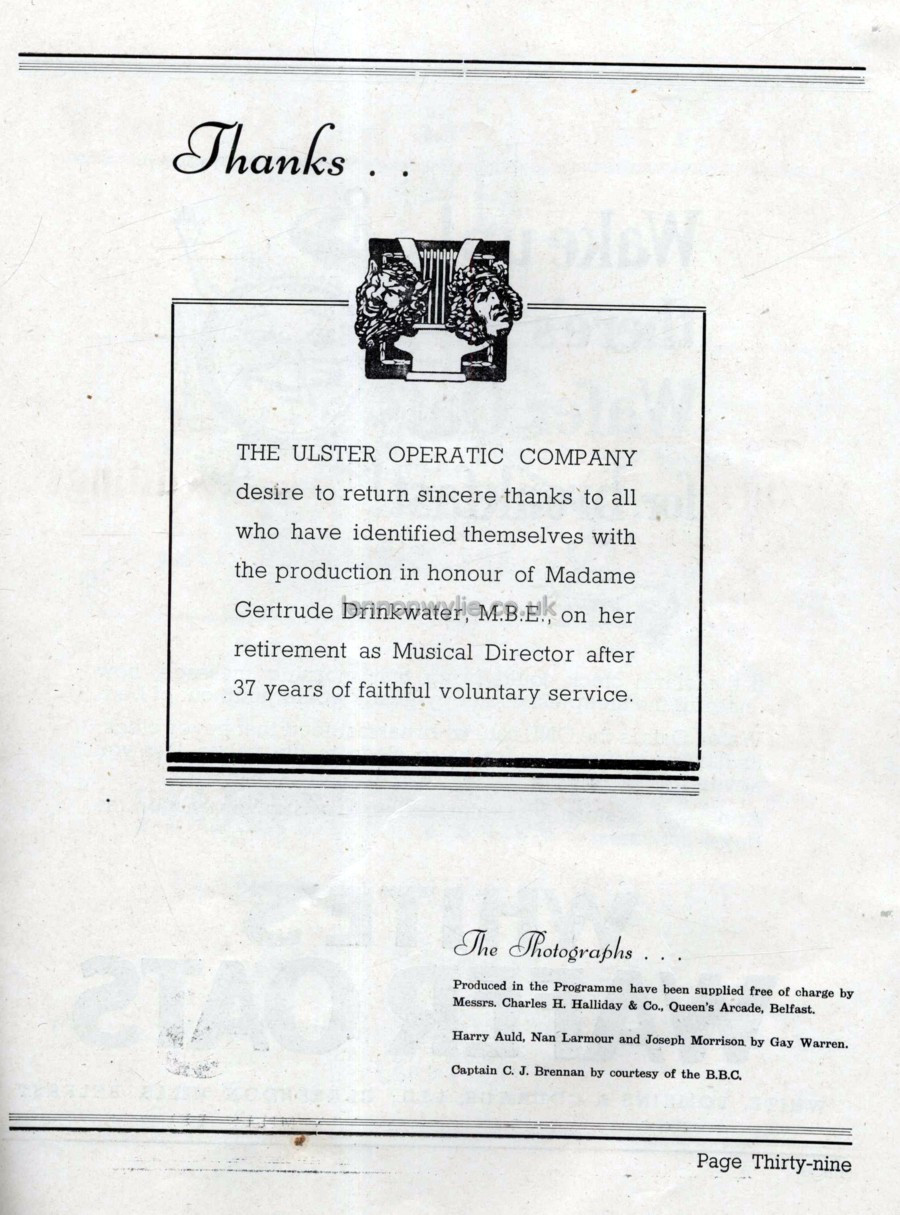 Thanks . .
THE ULSTER OPERATIC COMPANY
desire to return sincere thanks to all
who have identified themselves with
the production in honour of Madame
Gertrude Drinkwater, M.B.E., on her
lennonwylie.co.uk
retirement as Musical Director after
37 years of faithful voluntary service.
The Photographs . . .
Produced in the Programme have been supplied free of charge by
Messrs. Charles H. Halliday & Co., Queen's Arcade, Belfast.
Harry Auld, Nan Larmour and Joseph Morrison by Gay Warren.
Captain C. J. Brennan by courtesy of the B.B.C.
Page Thirty-nine